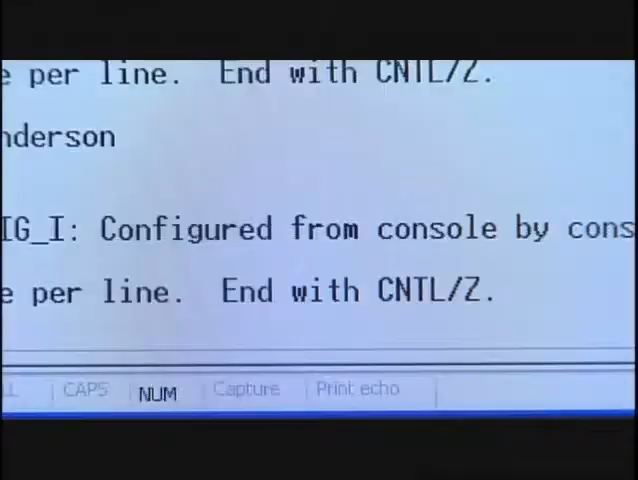 e per line.  End with CNTL/Z.
nderson
IG_I: Configured from console by cons
e per line.  End with CNTL/Z.
CAPS NUM Capture Print echo